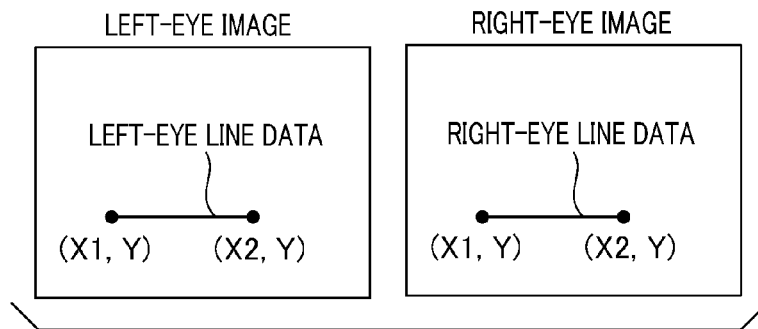 LEFT-EYE IMAGE
RIGHT-EYE IMAGE
LEFT-EYE LINE DATA
RIGHT-EYE LINE DATA
(X1, Y) (X2, Y)
(X1, Y) (X2, Y)